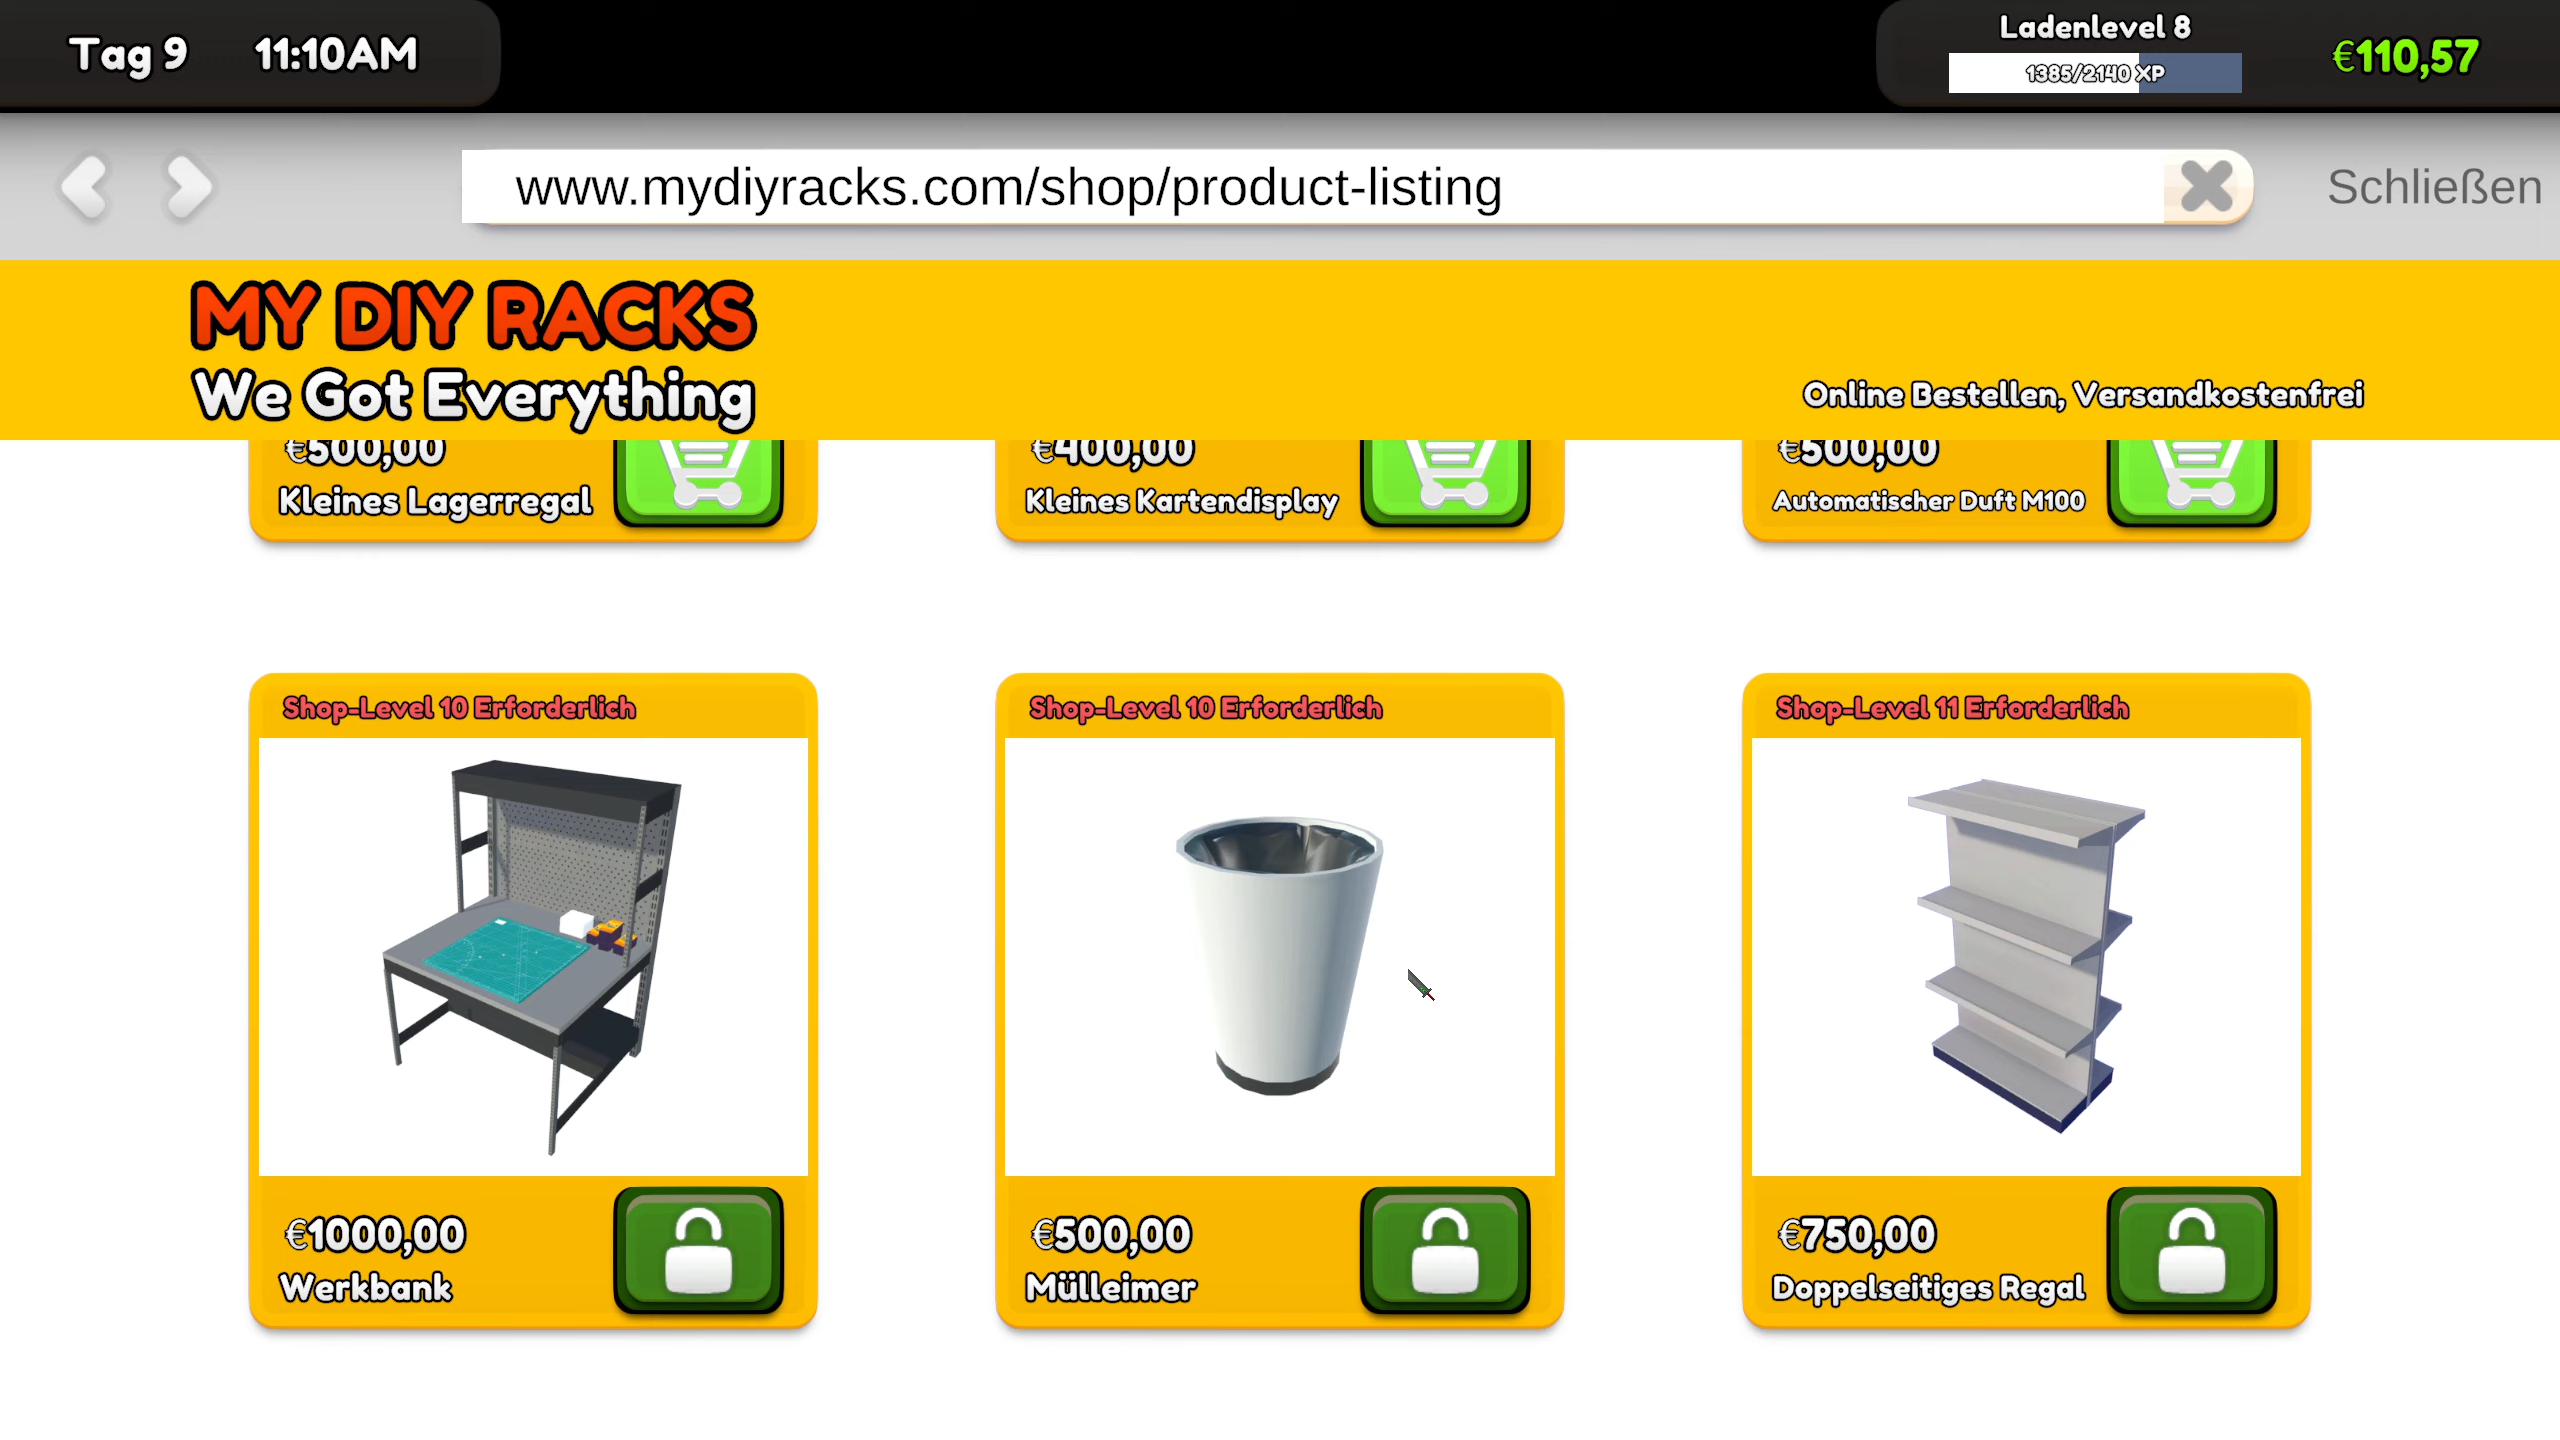 Tag 9 11:10AM
Ladenlevel 8
1385/2140 XP
€110,57
www.mydiyracks.com/shop/product-listing
Schließen
MY DIY RACKS
We Got Everything
Online Bestellen, Versandkostenfrei
€500,00
Kleines Lagerregal
€400,00
Kleines Kartendisplay
€500,00
Automatischer Duft M100
Shop-Level 10 Erforderlich
€1000,00
Werkbank
Shop-Level 10 Erforderlich
€500,00
Mülleimer
Shop-Level 11 Erforderlich
€750,00
Doppelseitiges Regal